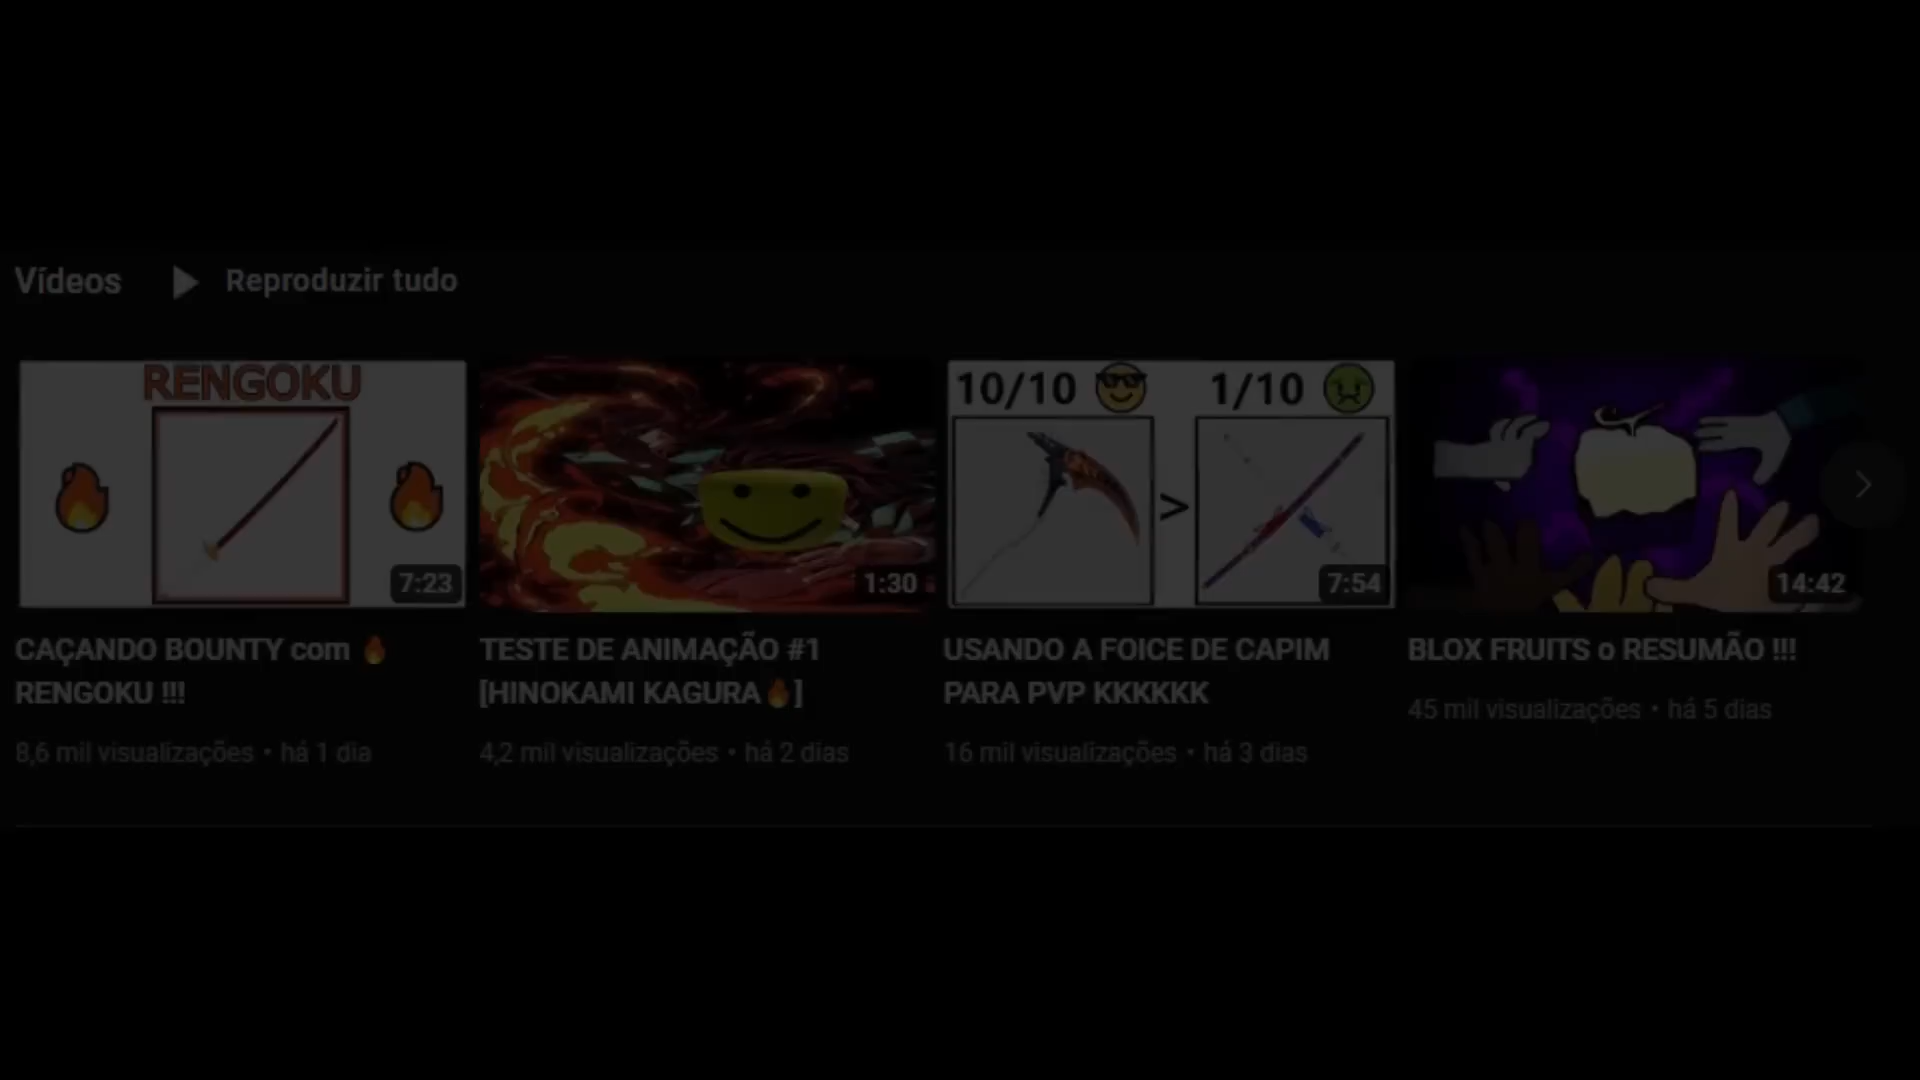 Vídeos
Reproduzir tudo
RENGOKU
7:23
1:30
10/10
1/10
>
7:54
14:42
CAÇANDO BOUNTY com 🔥
RENGOKU !!!
8,6 mil visualizações • há 1 dia
TESTE DE ANIMAÇÃO #1
[HINOKAMI KAGURA🔥]
4,2 mil visualizações • há 2 dias
USANDO A FOICE DE CAPIM
PARA PVP KKKKKK
16 mil visualizações • há 3 dias
BLOX FRUITS o RESUMÃO !!!
45 mil visualizações • há 5 dias